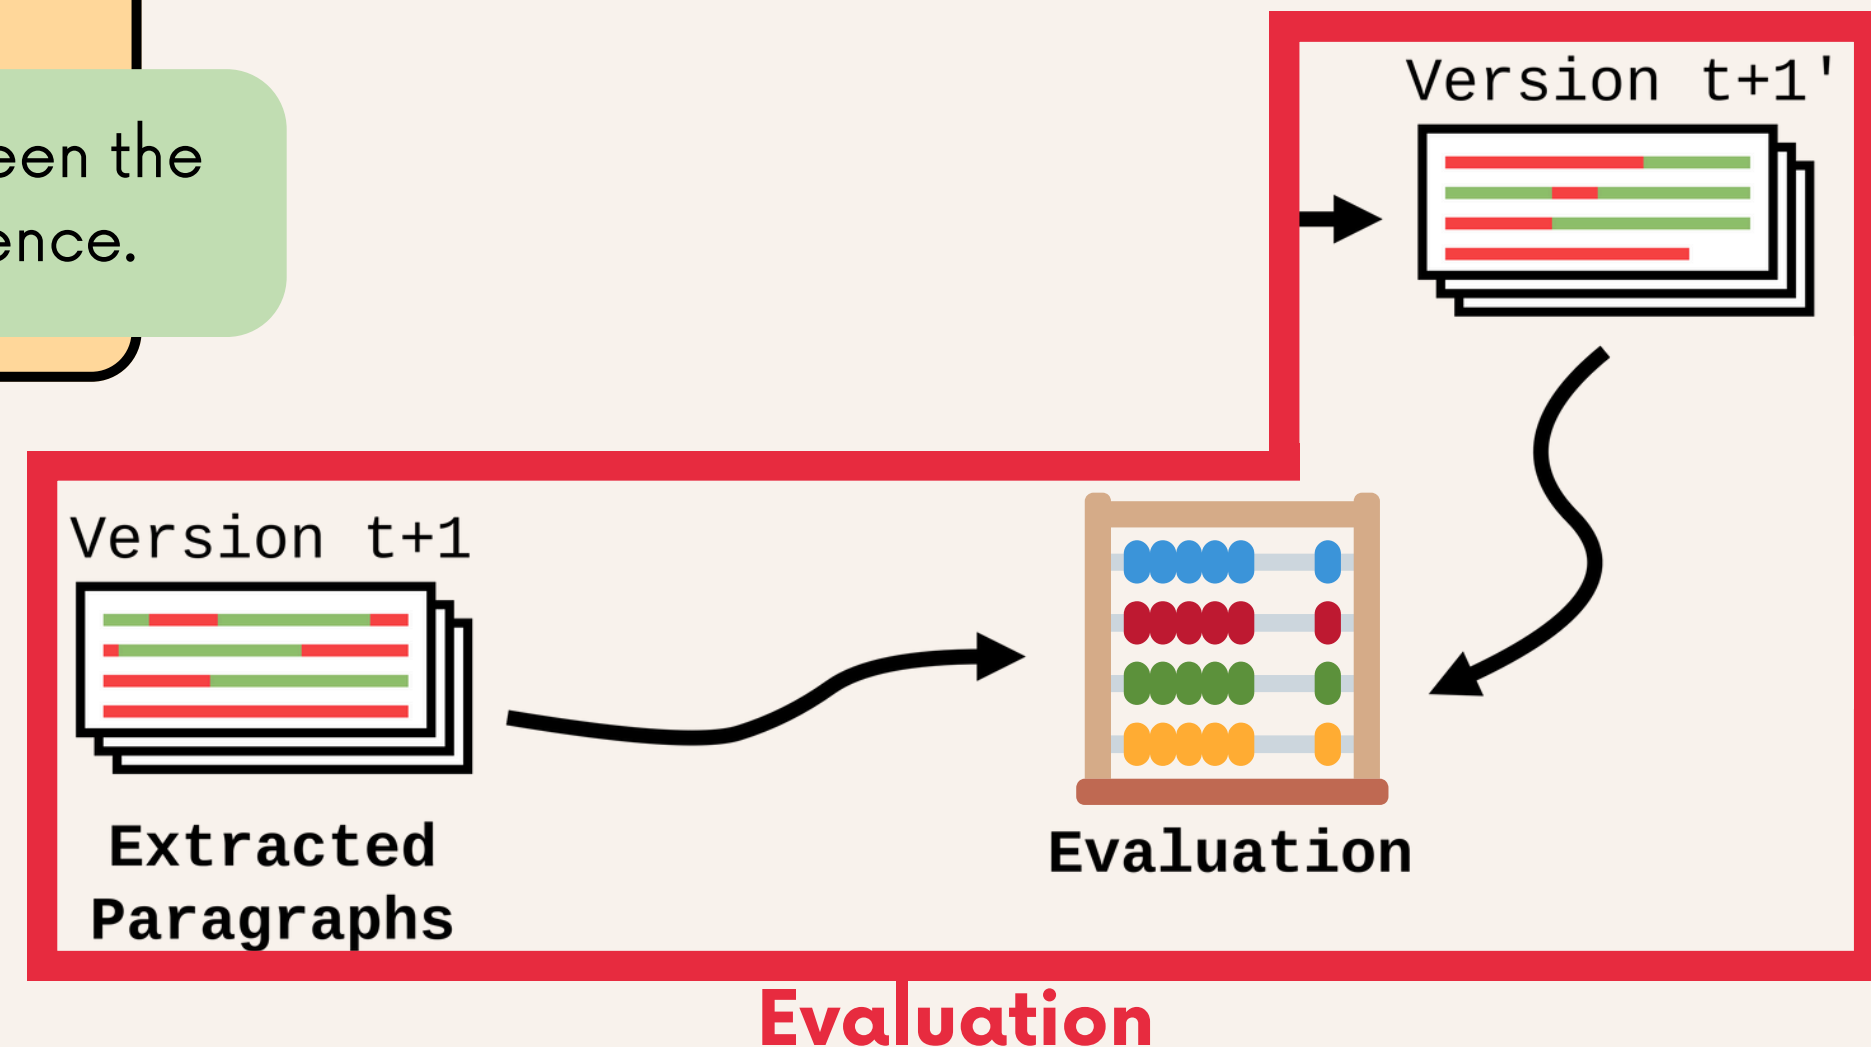 een the
ence.
Version t+1'
Version t+1
Extracted
Paragraphs
Evaluation
Evaluation